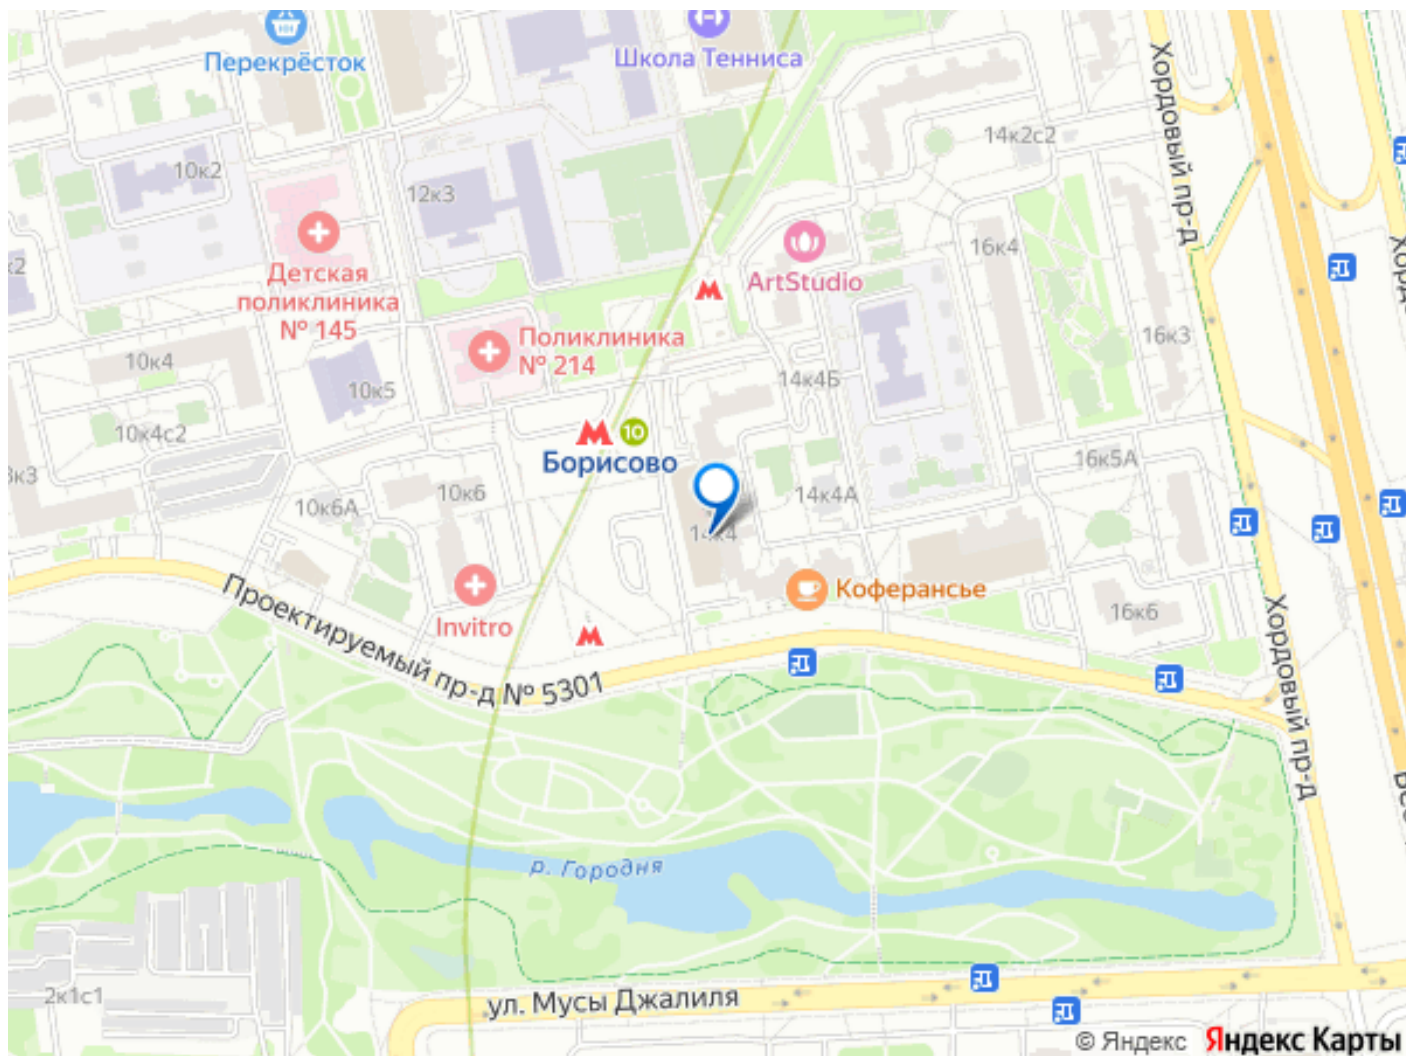 Перекрёсток
Школа Тенниса
Хордовый пр-д
14к2с2
10к2
12к3
16к4
Детская
поликлиника
№ 145
ArtStudio
Поликлиника
№ 214
16к3
10к4
10к5
14к4Б
10к4с2
10
Борисово
16к5А
10к6
10к6А
14к4А
14к4
Коферансье
Invitro
16к6
Проектируемый пр-д № 5301
Хордовый пр-д
р. Городня
2к1с1
ул. Мусы Джалиля
© Яндекс Яндекс Карты